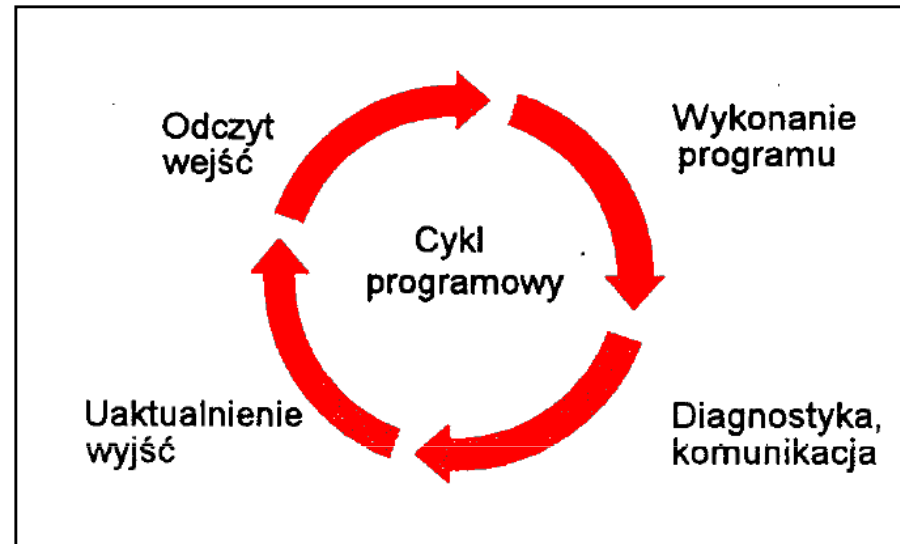 Odczyt
wejść
Wykonanie
programu
Cykl
programowy
Uaktualnienie
wyjść
Diagnostyka,
komunikacja